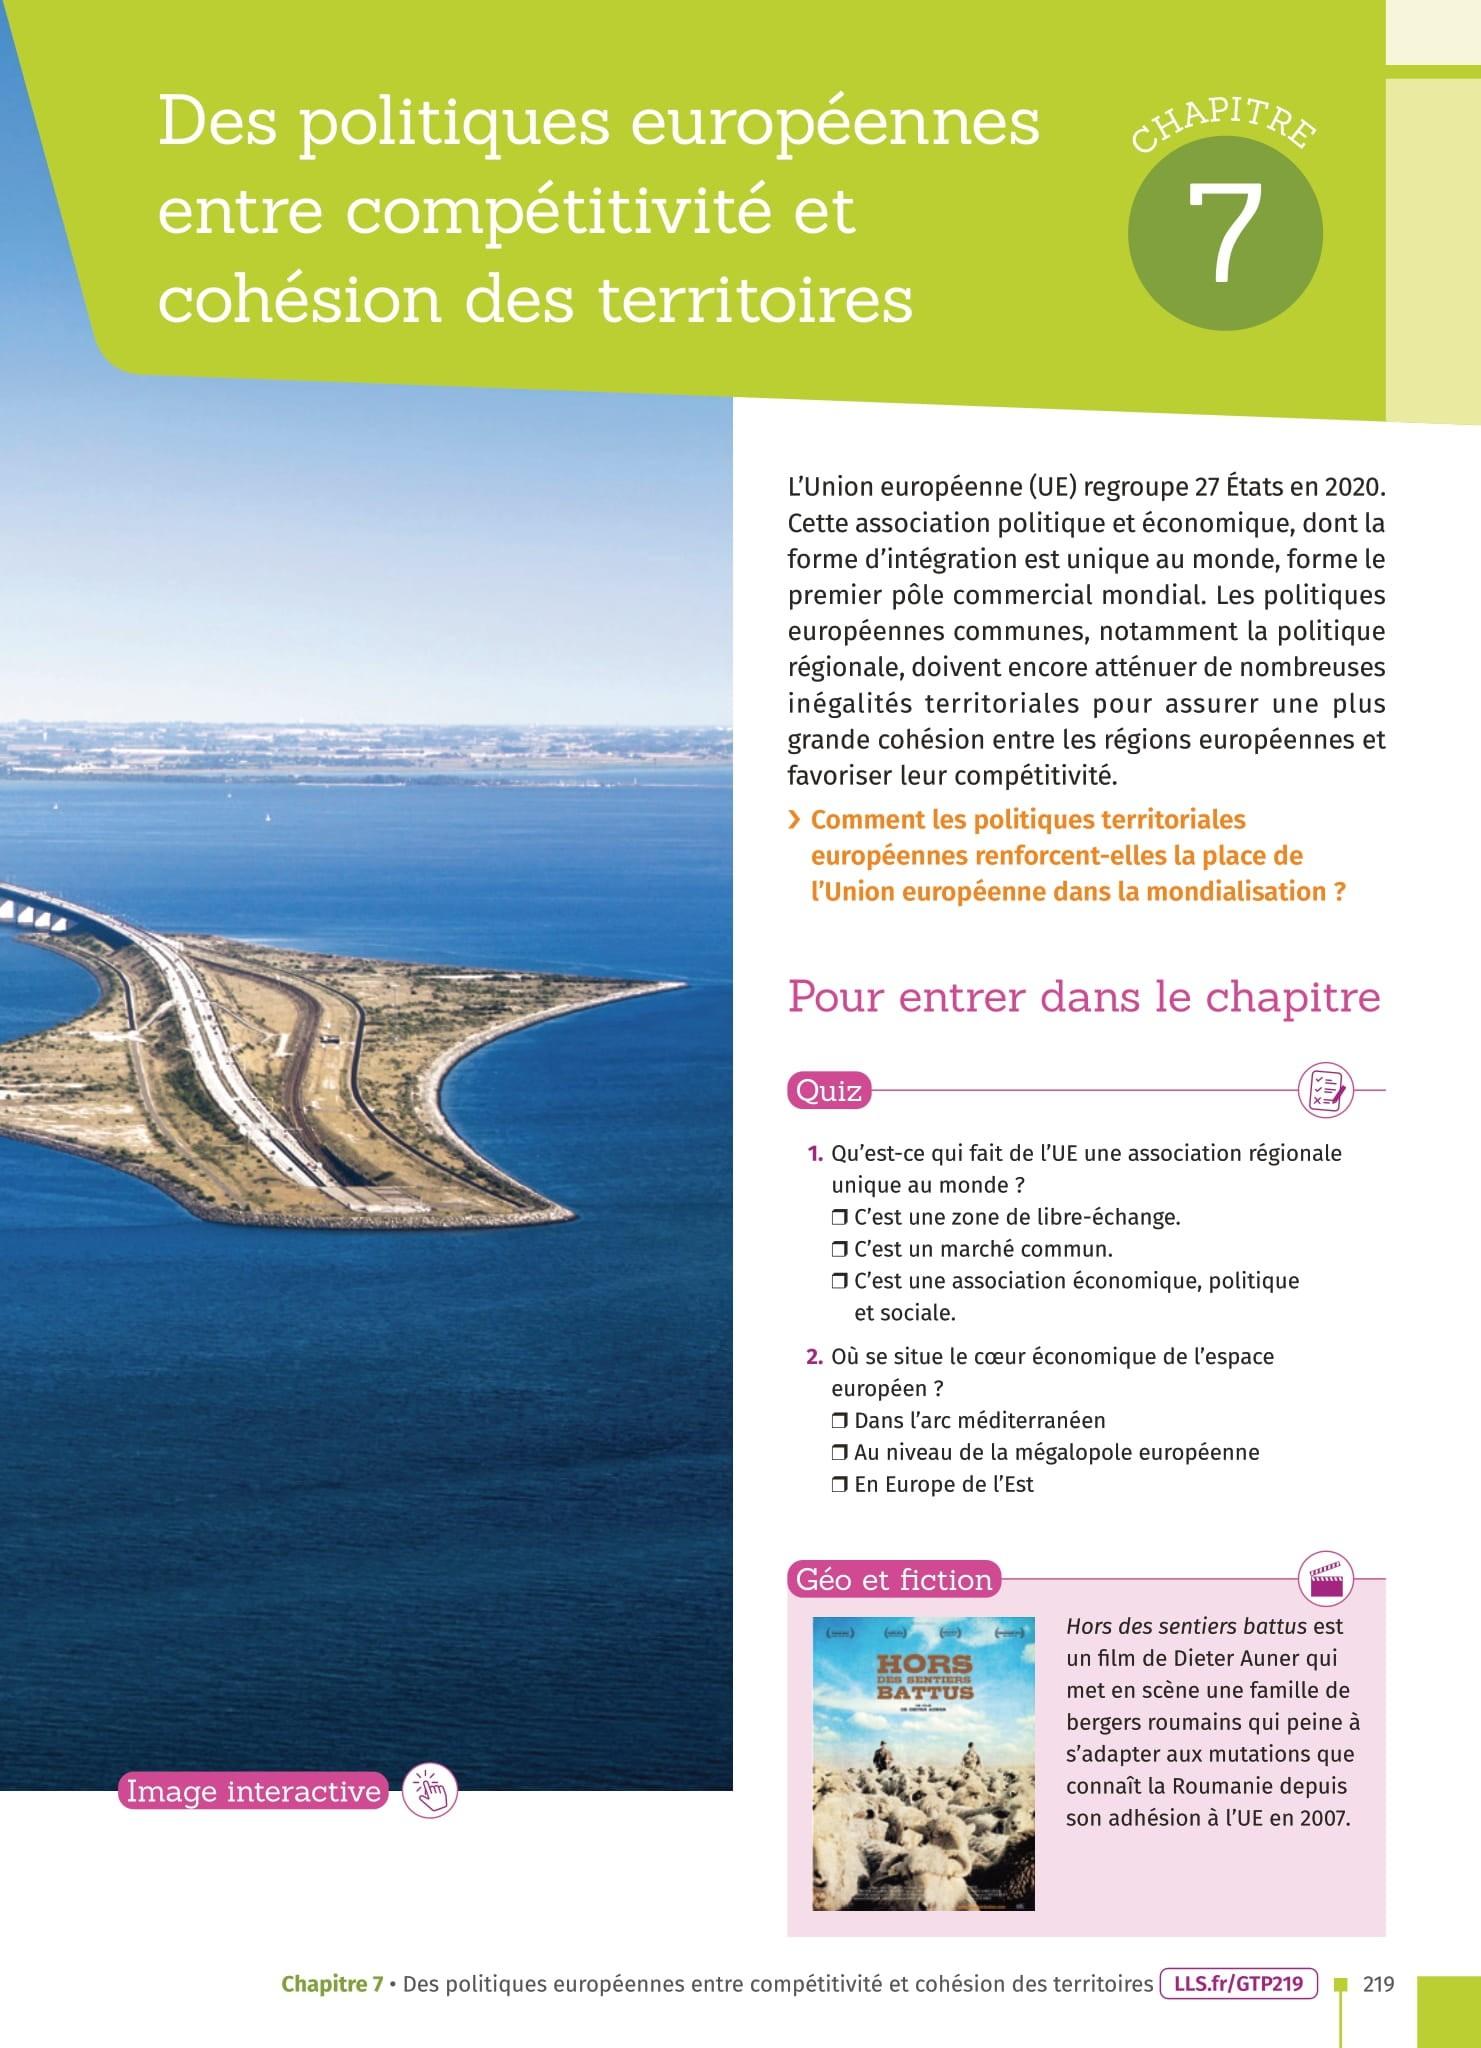 Des politiques européennes
entre compétitivité et
cohésion des territoires
CHAPITRE
7
L’Union européenne (UE) regroupe 27 États en 2020.
Cette association politique et économique, dont la
forme d’intégration est unique au monde, forme le
premier pôle commercial mondial. Les politiques
européennes communes, notamment la politique
régionale, doivent encore atténuer de nombreuses
inégalités territoriales pour assurer une plus
grande cohésion entre les régions européennes et
favoriser leur compétitivité.
› Comment les politiques territoriales
européennes renforcent-elles la place de
l’Union européenne dans la mondialisation ?
Pour entrer dans le chapitre
Quiz
1. Qu’est-ce qui fait de l’UE une association régionale
unique au monde ?
❒ C’est une zone de libre-échange.
❒ C’est un marché commun.
❒ C’est une association économique, politique
et sociale.
2. Où se situe le cœur économique de l’espace
européen ?
❒ Dans l’arc méditerranéen
❒ Au niveau de la mégalopole européenne
❒ En Europe de l’Est
Géo et fiction
HORS
DES SENTIERS
BATTUS
UN FILM
DE DIETER AUNER
Hors des sentiers battus est
un film de Dieter Auner qui
met en scène une famille de
bergers roumains qui peine à
s’adapter aux mutations que
connaît la Roumanie depuis
son adhésion à l’UE en 2007.
Image interactive
Chapitre 7 • Des politiques européennes entre compétitivité et cohésion des territoires LLS.fr/GTP219 219